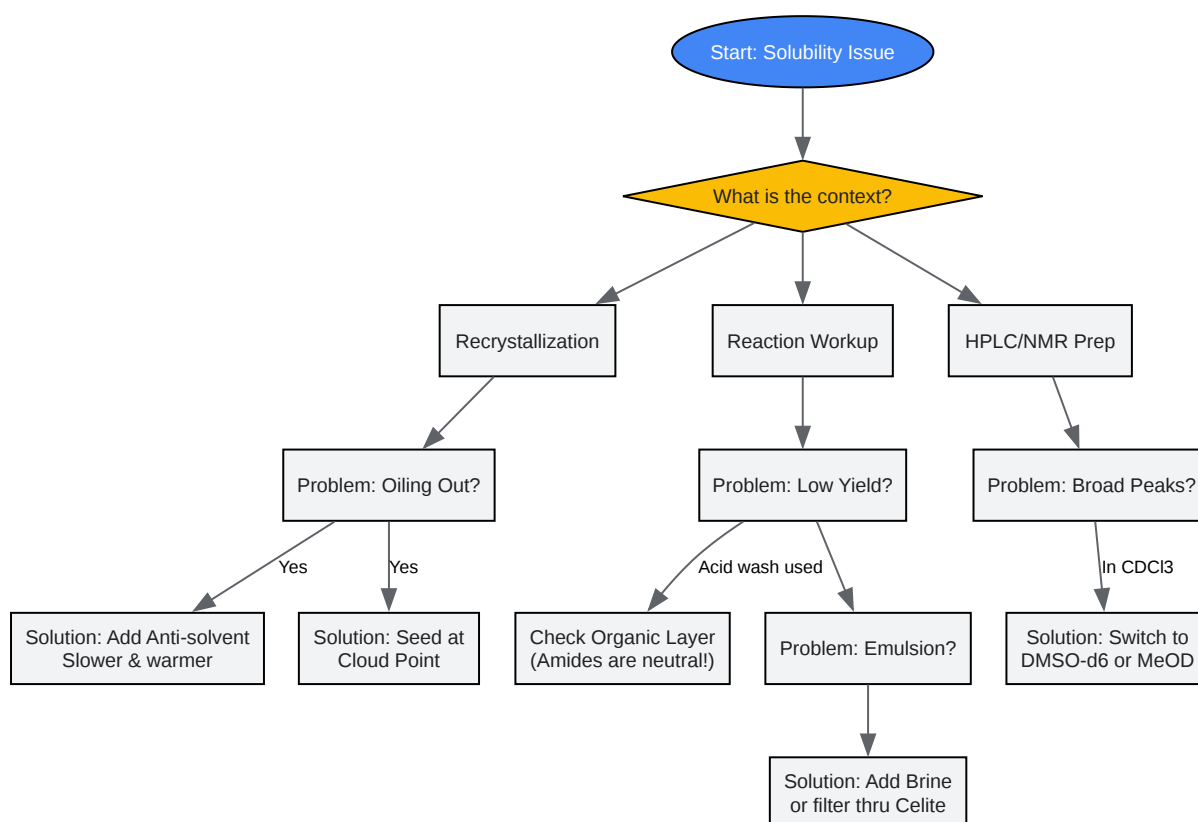 Start: Solubility Issue
What is the context?
Recrystallization
Reaction Workup
HPLC/NMR Prep
Problem: Oiling Out?
Problem: Low Yield?
Problem: Broad Peaks?
Yes
Yes
Acid wash used
In CDCl3
Solution: Add Anti-solvent
Slower & warmer
Solution: Seed at
Cloud Point
Check Organic Layer
(Amides are neutral!)
Problem: Emulsion?
Solution: Switch to
DMSO-d6 or MeOD
Solution: Add Brine
or filter thru Celite